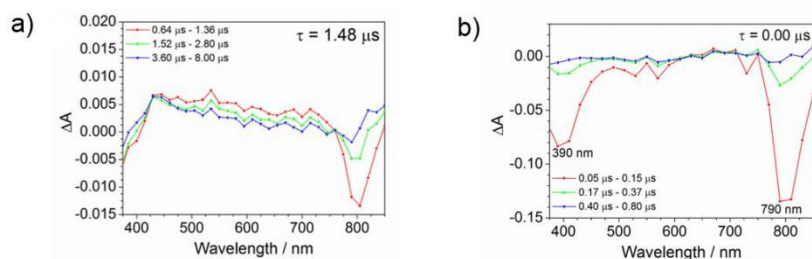 a)
0.020
0.015
0.010
0.005
0.000
-0.005
-0.010
-0.015
ΔA
0.64 µs - 1.36 µs
1.52 µs - 2.80 µs
3.60 µs - 8.00 µs
τ = 1.48 µs
400 500 600 700 800
Wavelength / nm
b)
0.00
-0.05
-0.10
-0.15
ΔA
τ = 0.00 µs
390 nm
0.05 µs - 0.15 µs
0.17 µs - 0.37 µs
0.40 µs - 0.80 µs
790 nm
400 500 600 700 800
Wavelength / nm